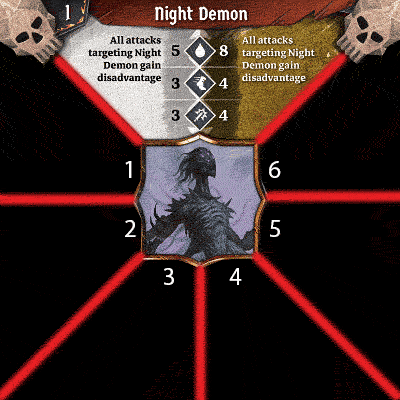 1
Night Demon
All attacks
targeting Night
Demon gain
disadvantage
5 8
3 4
3 4
All attacks
targeting Night
Demon gain
disadvantage
1 6
2 5
3 4